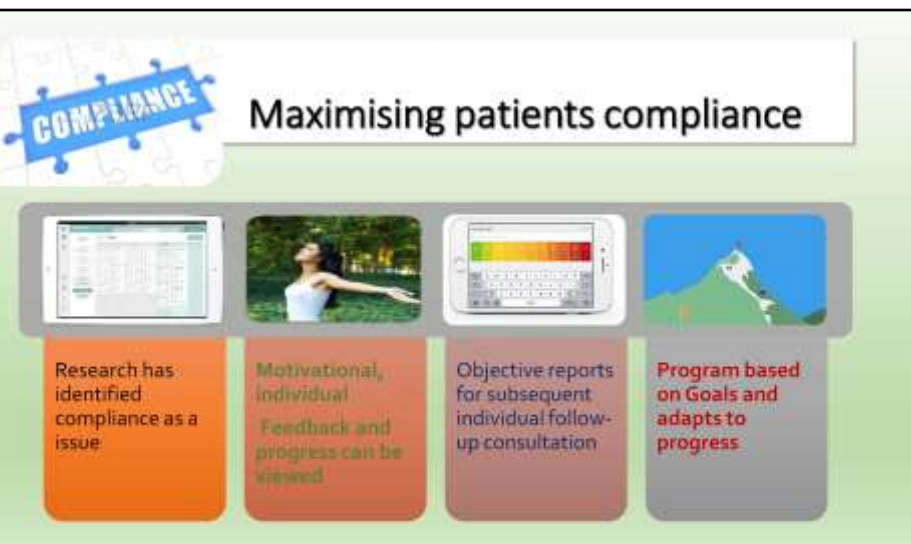 COMPLIANCE
Maximising patients compliance
Research has
identified
compliance as a
issue
Motivational,
individual
Feedback and
progress can be
viewed
Objective reports
for subsequent
individual follow-
up consultation
Program based
on Goals and
adapts to
progress